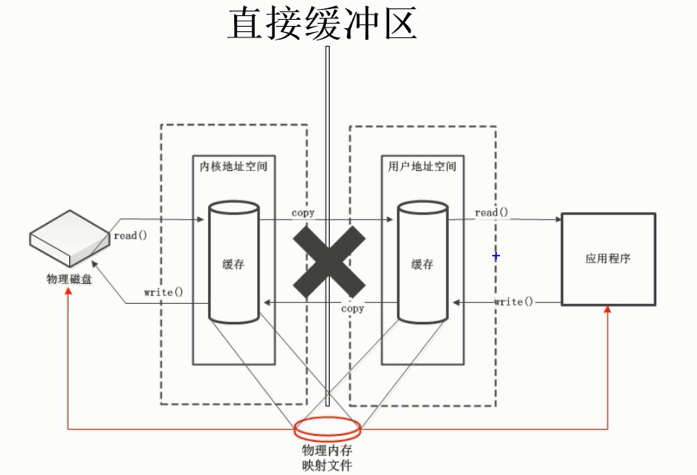 直接缓冲区
内核地址空间
用户地址空间
copy
read()
read()
缓存
缓存
应用程序
物理磁盘
write()
write()
copy
物理内存
映射文件